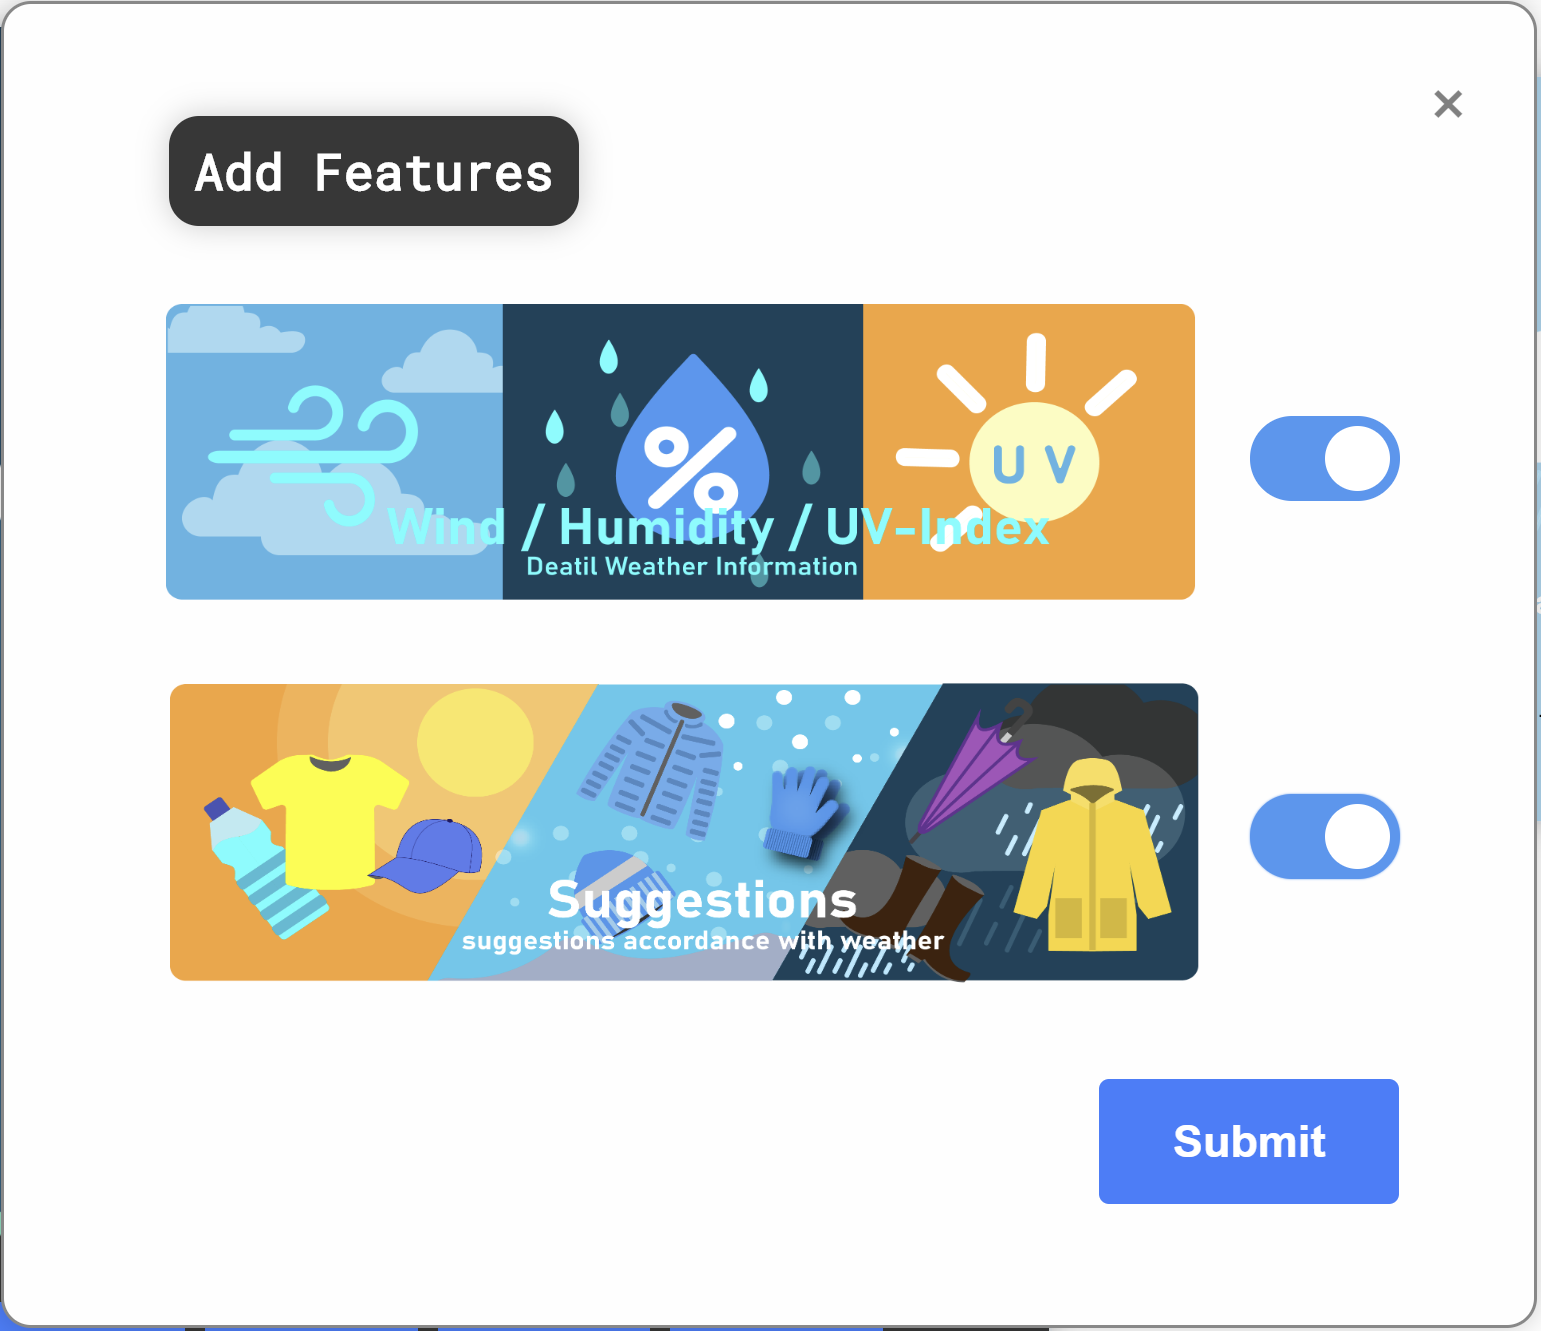 Add Features
×
U V
%
Wind / Humidity / UV-Index
Deatil Weather Information
Suggestions
suggestions accordance with weather
Submit